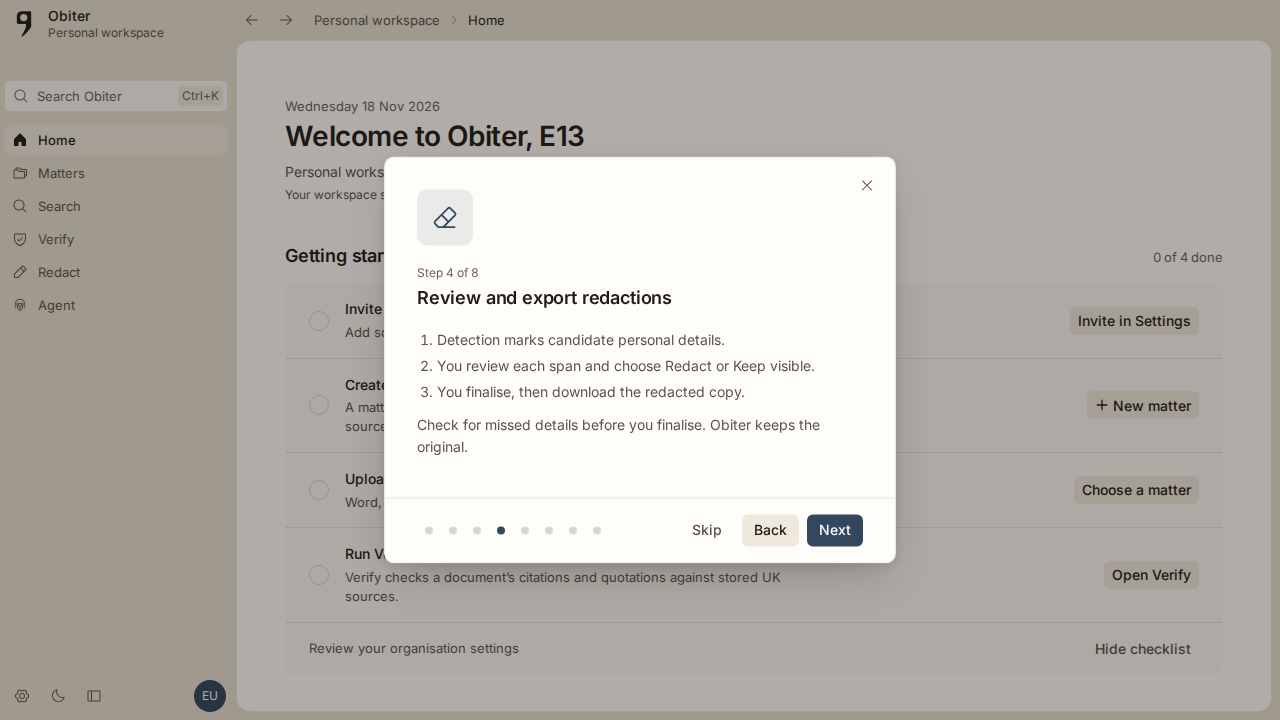 Obiter
Personal workspace
Personal workspace
Home
Search Obiter
Ctrl+K
Home
Matters
Search
Verify
Redact
Agent
EU
Wednesday 18 Nov 2026
Welcome to Obiter, E13
Personal works
Your workspace s
Getting star
0 of 4 done
Invite
Add so
Invite in Settings
Create
A matt
source
New matter
Uploa
Word,
Choose a matter
Run V
Verify checks a document's citations and quotations against stored UK
sources.
Open Verify
Review your organisation settings
Hide checklist
Step 4 of 8
Review and export redactions
1. Detection marks candidate personal details.
2. You review each span and choose Redact or Keep visible.
3. You finalise, then download the redacted copy.
Check for missed details before you finalise. Obiter keeps the
original.
Skip
Back
Next